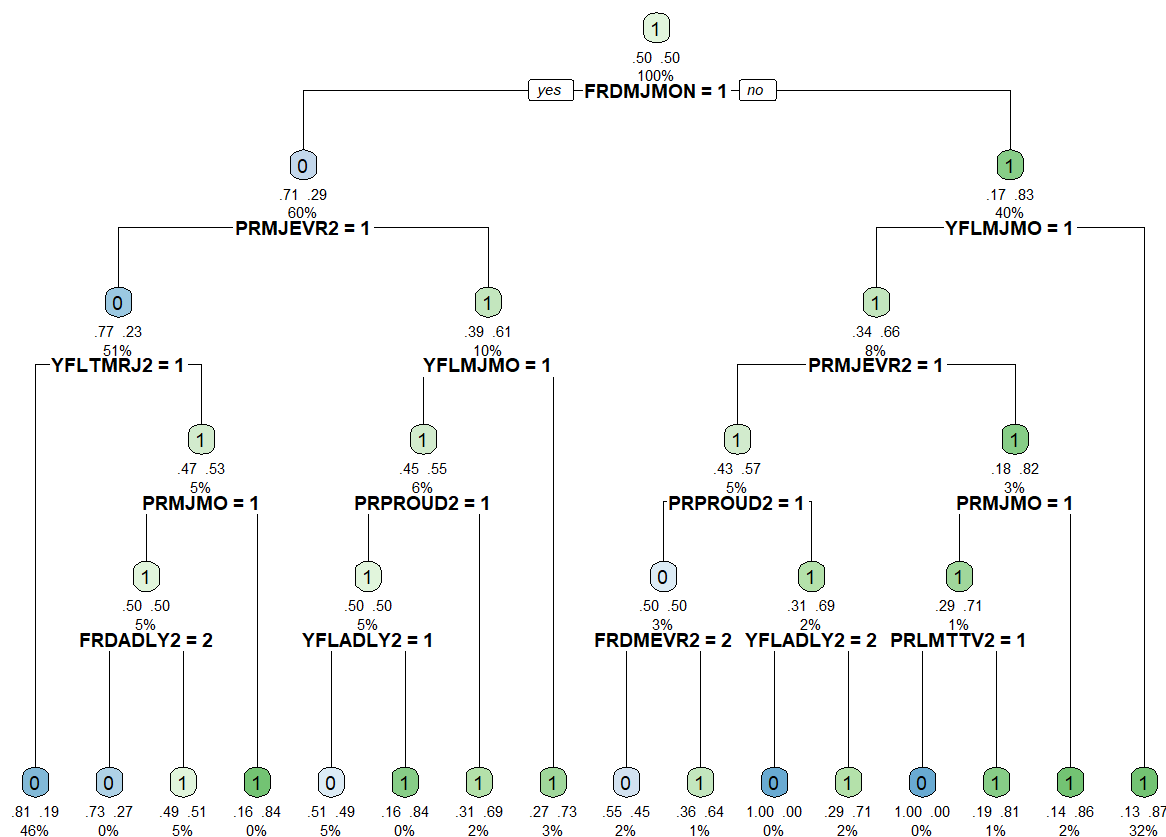 1
.50 .50
100%
yes FRDMJMON = 1 no
0 1
.71 .29 .17 .83
60% 40%
PRMJEVR2 = 1 YFLMJMO = 1
0 1 1
.77 .23 .39 .61 .34 .66
51% 10% 8%
YFLTMRJ2 = 1 YFLMJMO = 1 PRMJEVR2 = 1
1 1 1 1
.47 .53 .45 .55 .43 .57 .18 .82
5% 6% 5% 3%
PRMJMO = 1 PRPROUD2 = 1 PRPROUD2 = 1 PRMJMO = 1
1 1 0 1 1
.50 .50 .50 .50 .50 .50 .31 .69 .29 .71
5% 5% 3% 2% 1%
FRDADLY2 = 2 YFLADLY2 = 1 FRDMEVR2 = 2 YFLADLY2 = 2 PRLMTTV2 = 1
0 0 1 1 0 1 1 1 0 1 0 1 0 1 1 1
.81 .19 .73 .27 .49 .51 .16 .84 .51 .49 .16 .84 .31 .69 .27 .73 .55 .45 .36 .64 1.00 .00 .29 .71 1.00 .00 .19 .81 .14 .86 .13 .87
46% 0% 5% 0% 5% 0% 2% 3% 2% 1% 0% 2% 0% 1% 2% 32%